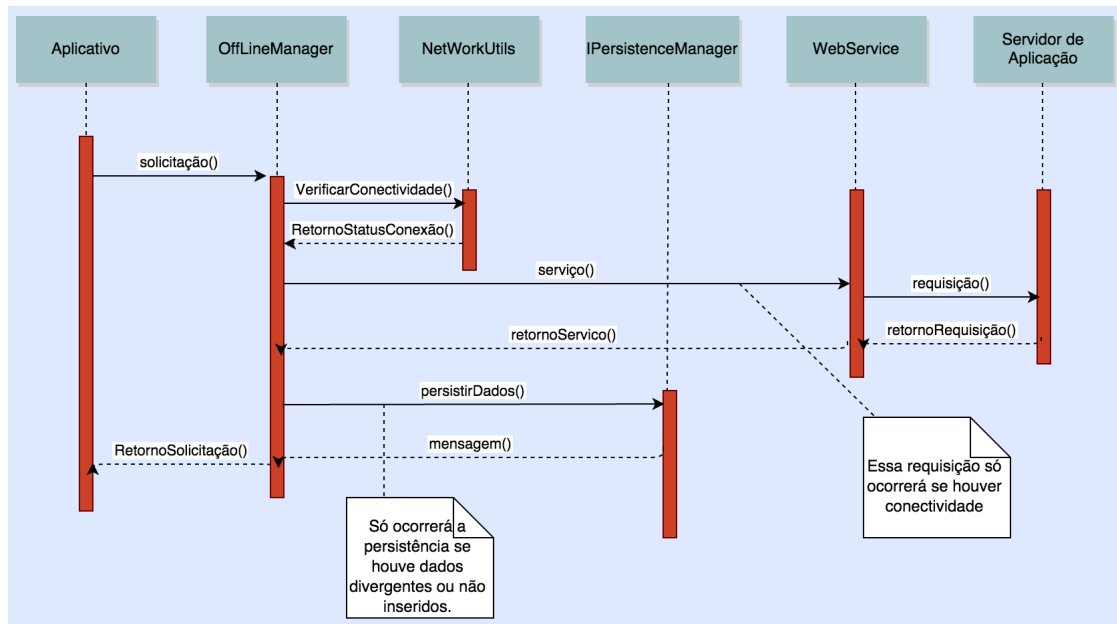 Aplicativo
OffLineManager
NetWorkUtils
IPersistenceManager
WebService
Servidor de
Aplicação
solicitação()
VerificarConectividade()
RetornoStatusConexão()
serviço()
requisição()
retornoRequisição()
retornoServico()
persistirDados()
mensagem()
RetornoSolicitação()
Essa requisição só
ocorrerá se houver
conectividade
Só ocorrerá a
persistência se
houve dados
divergentes ou não
inseridos.